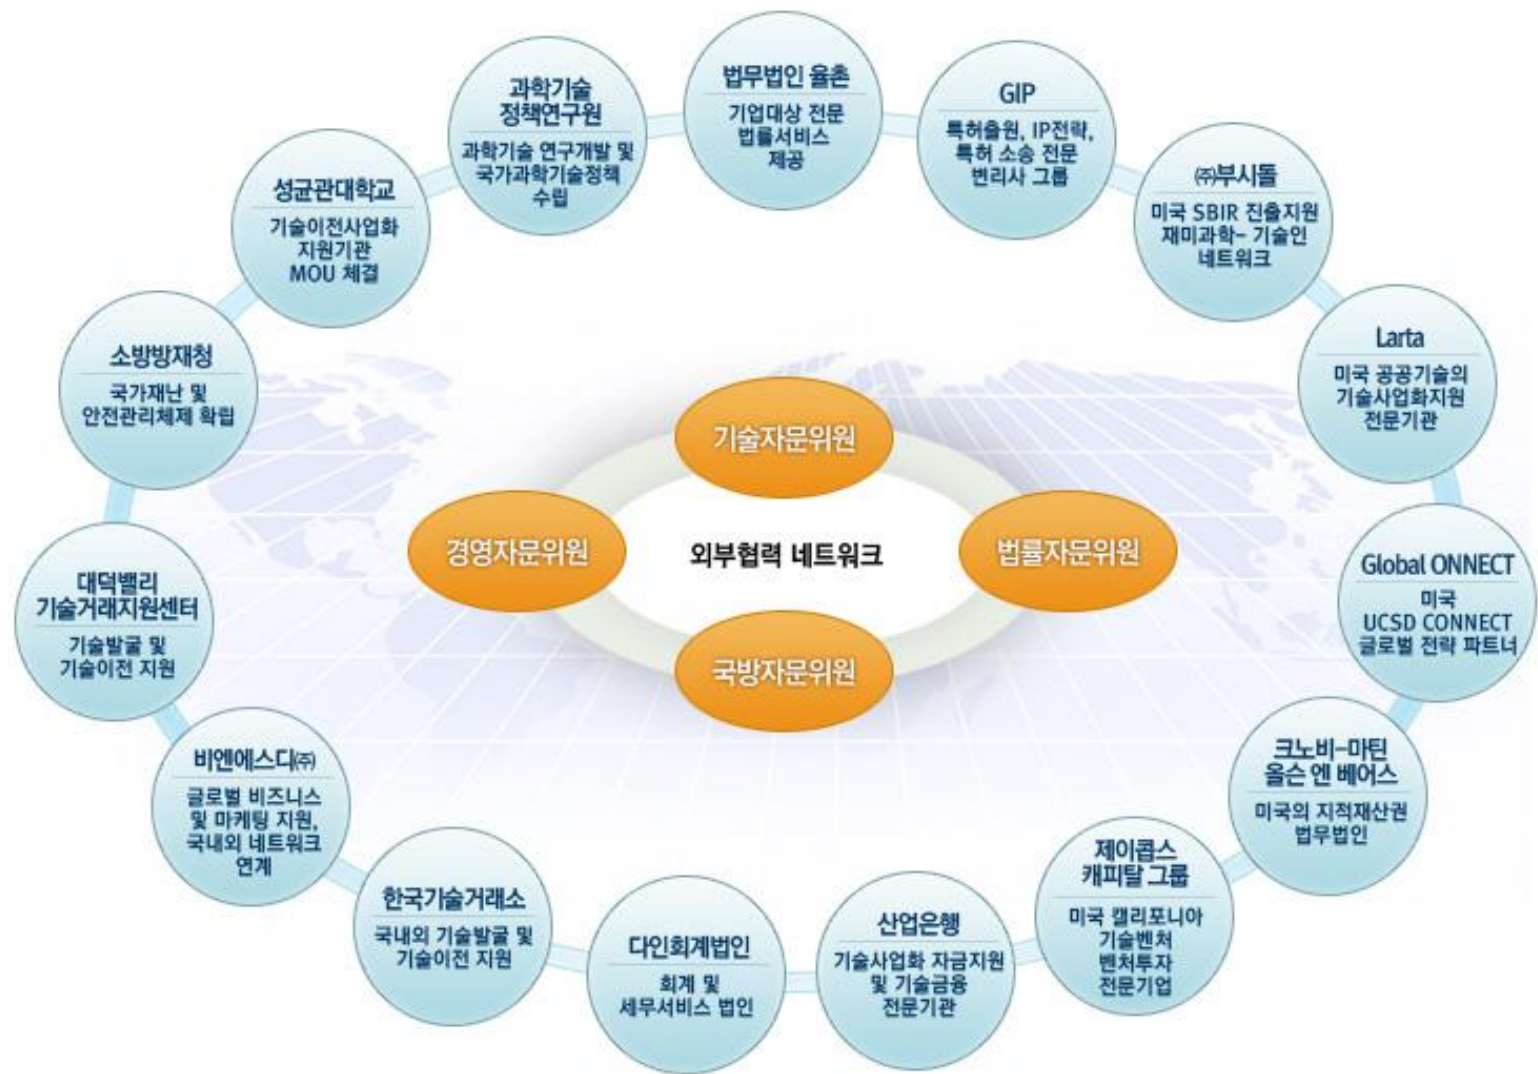 법무법인 율촌
기업대상 전문
법률서비스
제공
GIP
특허출원, IP전략,
특허 소송 전문
변리사 그룹
㈜부시돌
미국 SBIR 진출지원
재미과학- 기술인
네트워크
Larta
미국 공공기술의
기술사업화지원
전문기관
Global ONNECT
미국
UCSD CONNECT
글로벌 전략 파트너
크노비-마틴
올슨 엔 베어스
미국의 지적재산권
법무법인
제이콥스
캐피탈 그룹
미국 캘리포니아
기술벤처
벤처투자
전문기업
산업은행
기술사업화 자금지원
및 기술금융
전문기관
다인회계법인
회계 및
세무서비스 법인
한국기술거래소
국내외 기술발굴 및
기술이전 지원
비엔에스디㈜
글로벌 비즈니스
및 마케팅 지원,
국내외 네트워크
연계
대덕밸리
기술거래지원센터
기술발굴 및
기술이전 지원
소방방재청
국가재난 및
안전관리체제 확립
성균관대학교
기술이전사업화
지원기관
MOU 체결
과학기술
정책연구원
과학기술 연구개발 및
국가과학기술정책
수립
기술자문위원
경영자문위원
외부협력 네트워크
법률자문위원
국방자문위원